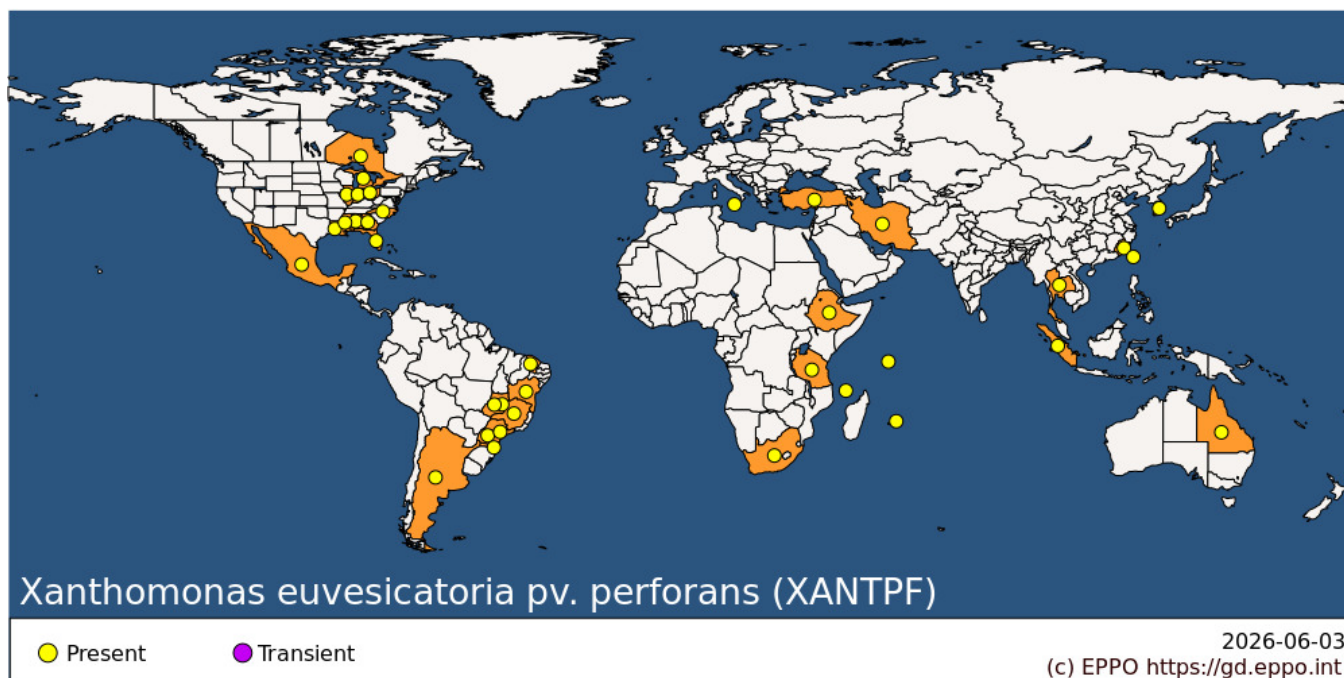 Xanthomonas euvesicatoria pv. perforans (XANTPF)
Present
Transient
2026-06-03
(c) EPPO https://gd.eppo.int